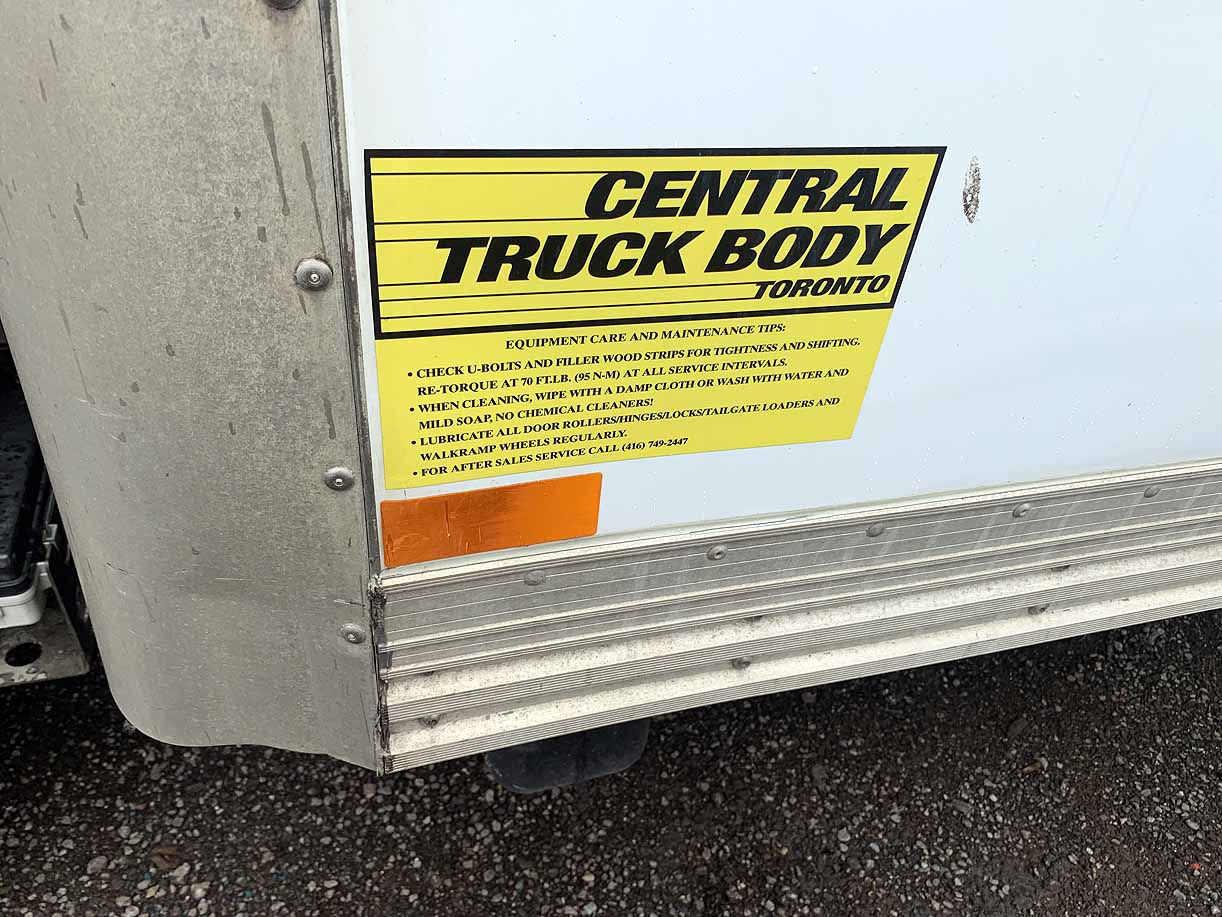 CENTRAL
TRUCK BODY
TORONTO
EQUIPMENT CARE AND MAINTENANCE TIPS:
• CHECK U-BOLTS AND FILLER WOOD STRIPS FOR TIGHTNESS AND SHIFTING.
RE-TORQUE AT 70 FT.LB. (95 N-M) AT ALL SERVICE INTERVALS.
• WHEN CLEANING, WIPE WITH A DAMP CLOTH OR WASH WITH WATER AND
MILD SOAP, NO CHEMICAL CLEANERS!
• LUBRICATE ALL DOOR ROLLERS/HINGES/LOCKS/TAILGATE LOADERS AND
WALKRAMP WHEELS REGULARLY.
• FOR AFTER SALES SERVICE CALL (416) 749-2447